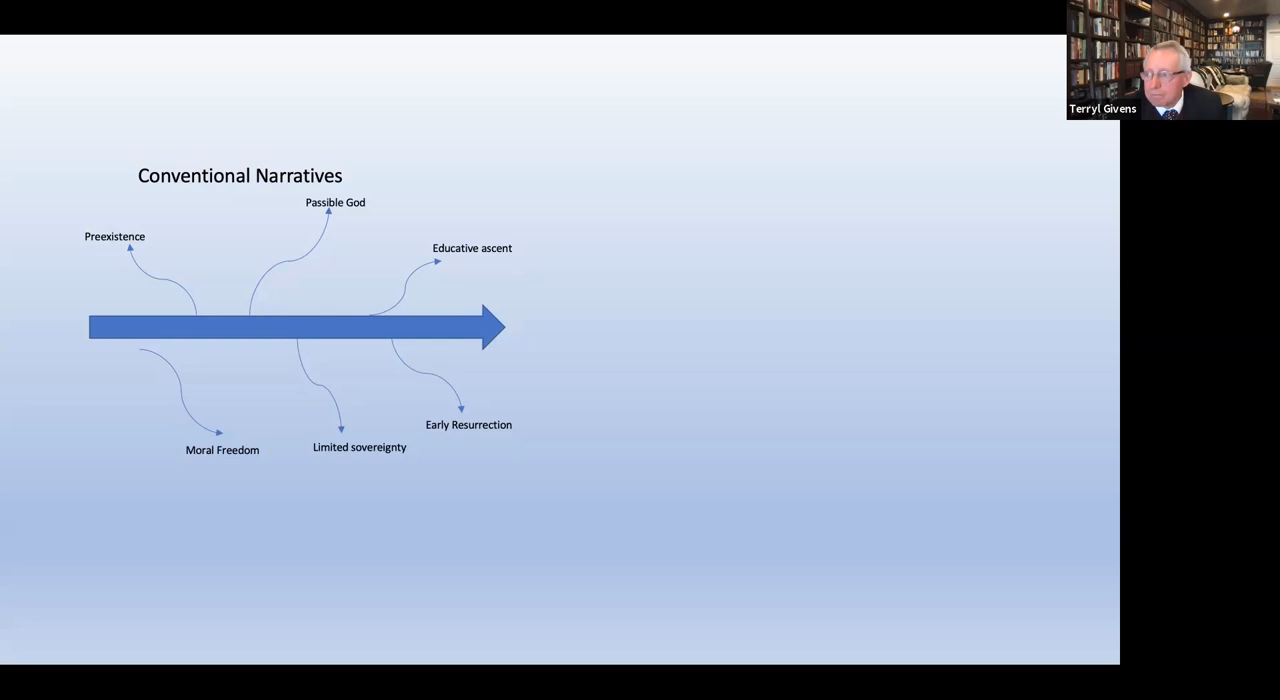 Terryl Givens
Conventional Narratives
Passible God
Preexistence
Educative ascent
Early Resurrection
Moral Freedom
Limited sovereignty